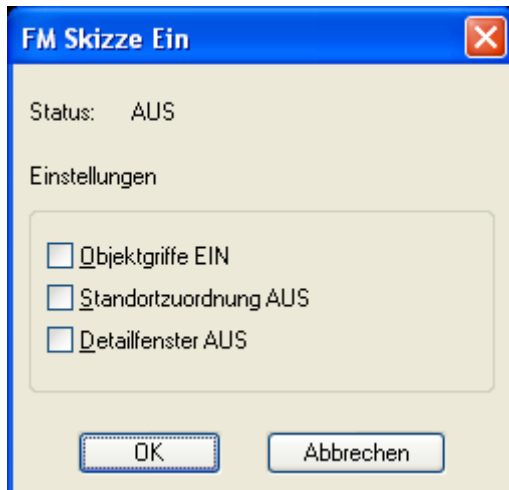 FM Skizze Ein
Status: AUS
Einstellungen
Objektgriffe EIN
Standortzuordnung AUS
Detailfenster AUS
OK Abbrechen